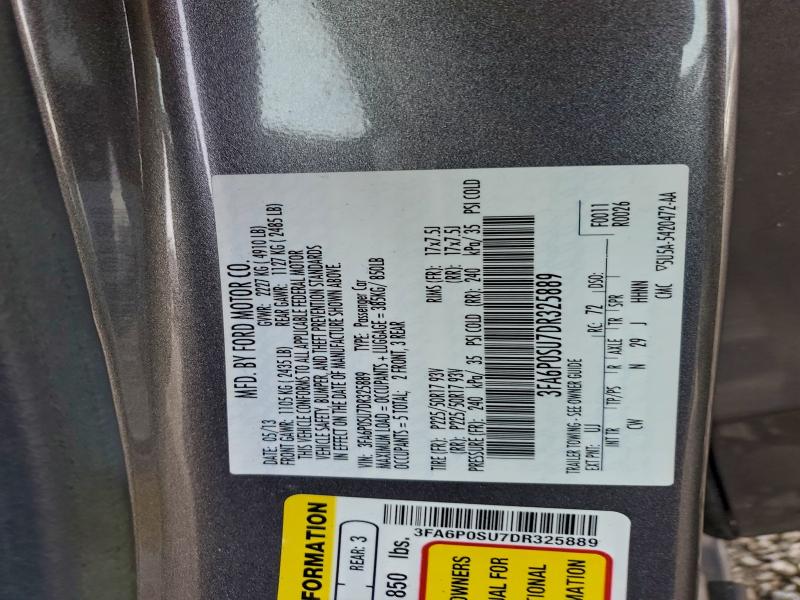 MFD. BY FORD MOTOR CO.
DATE: 05/13 GVWR: 2227 KG ( 4910 LB)
FRONT GAWR: 1105 KG ( 2435 LB) REAR GAWR: 1127 KG ( 2485 LB)
THIS VEHICLE CONFORMS TO ALL APPLICABLE FEDERAL MOTOR
VEHICLE SAFETY, BUMPER, AND THEFT PREVENTION STANDARDS
IN EFFECT ON THE DATE OF MANUFACTURE SHOWN ABOVE.
VIN: 3FA6P0SU7DR325889 TYPE: Passenger Car
MAXIMUM LOAD = OCCUPANTS + LUGGAGE = 385KG/ 850LB
OCCUPANTS = 5 TOTAL: 2 FRONT, 3 REAR
TIRE (FR): P225/50R17 93V RIMS (FR): 17x7.5J
(RR): P225/50R17 93V (RR): 17x7.5J
PRESSURE (FR): 240 kPa/ 35 PSI COLD (RR): 240 kPa/ 35 PSI COLD
3FA6P0SU7DR325889
TRAILER TOWING - SEE OWNER GUIDE F0011
EXT PNT: UJ RC: 72 DSO: R0026
INT TR TP/PS R AXLE TR SPR
CW N 29 J HHMN
CMC ▽5U5A-5420472-AA
FORMATION
REAR: 3
850 lbs.
3FA6P0SU7DR325889
OWNERS
UAL FOR
TIONAL
MATION